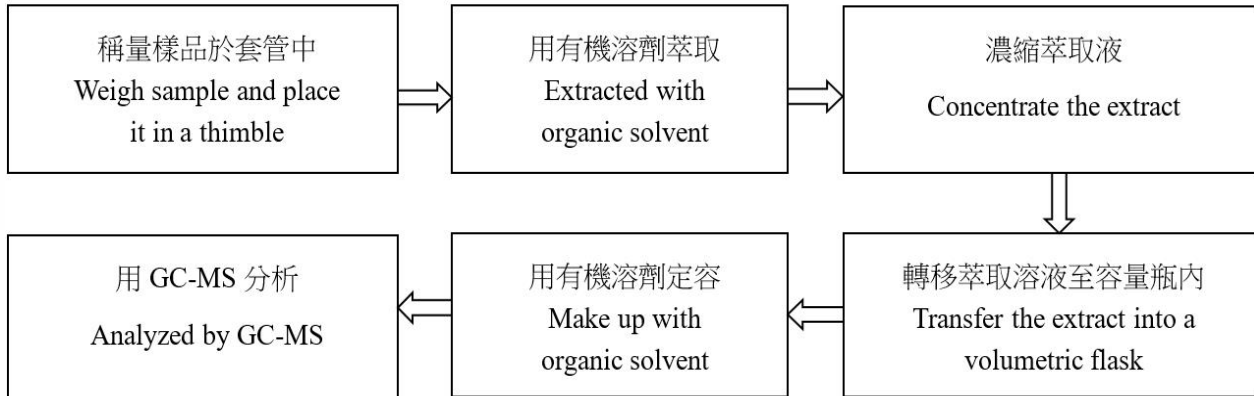 稱量樣品於套管中
Weigh sample and place
it in a thimble
用有機溶劑萃取
Extracted with
organic solvent
濃縮萃取液
Concentrate the extract
轉移萃取溶液至容量瓶內
Transfer the extract into a
volumetric flask
用有機溶劑定容
Make up with
organic solvent
用 GC-MS 分析
Analyzed by GC-MS